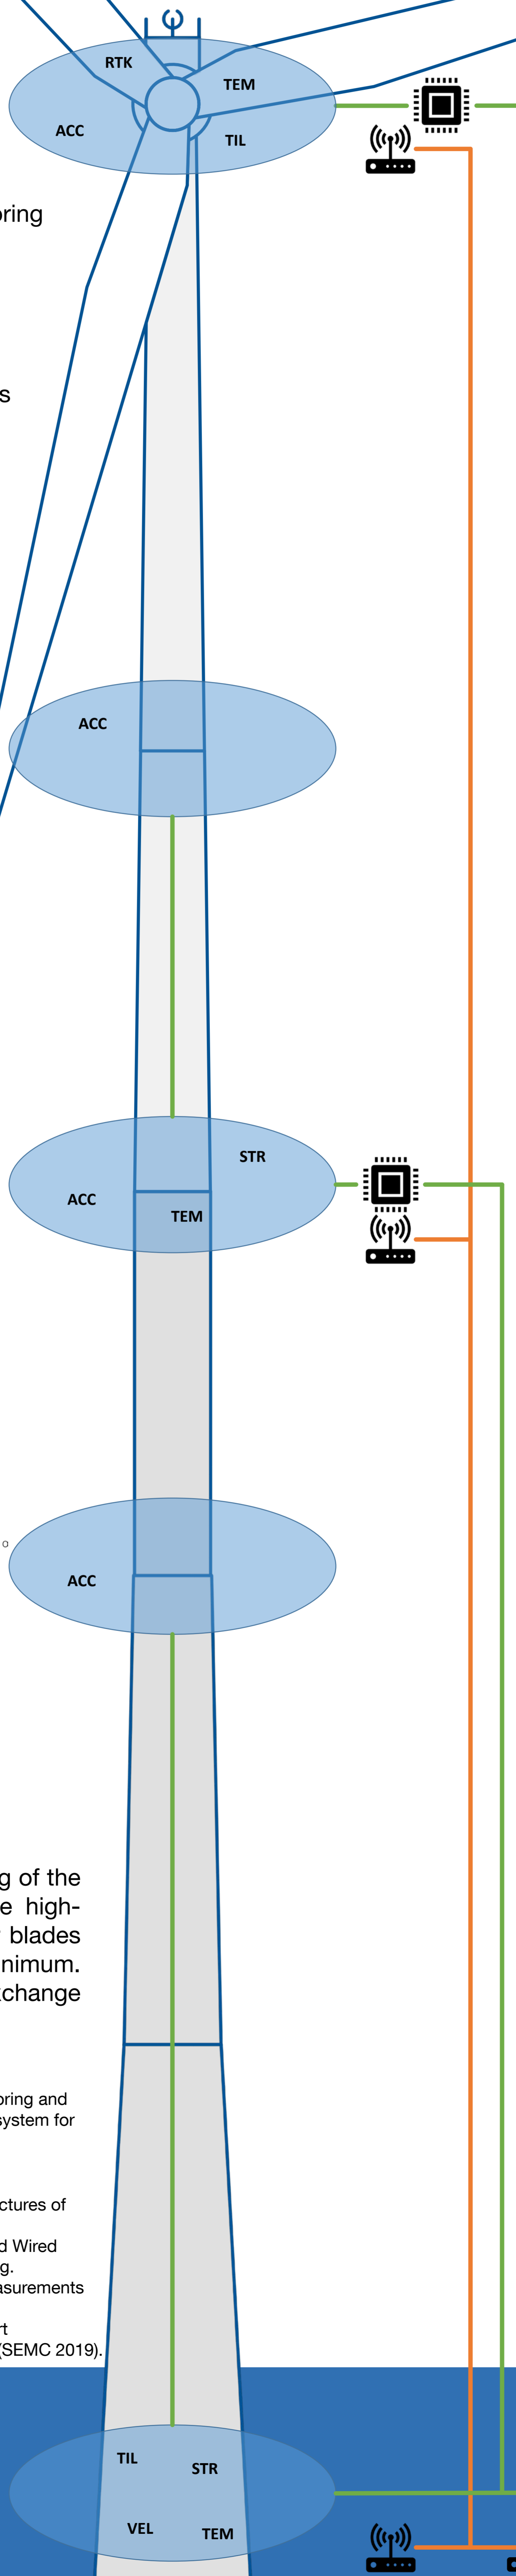 RTK
TEM
ACC
TIL
oring
s
ACC
STR
ACC
TEM
o
ACC
g of the
e high-
blades
nimum.
change
oring and
system for
ctures of
d Wired
g.
asurements
rt
(SEMC 2019).
TIL
STR
VEL
TEM